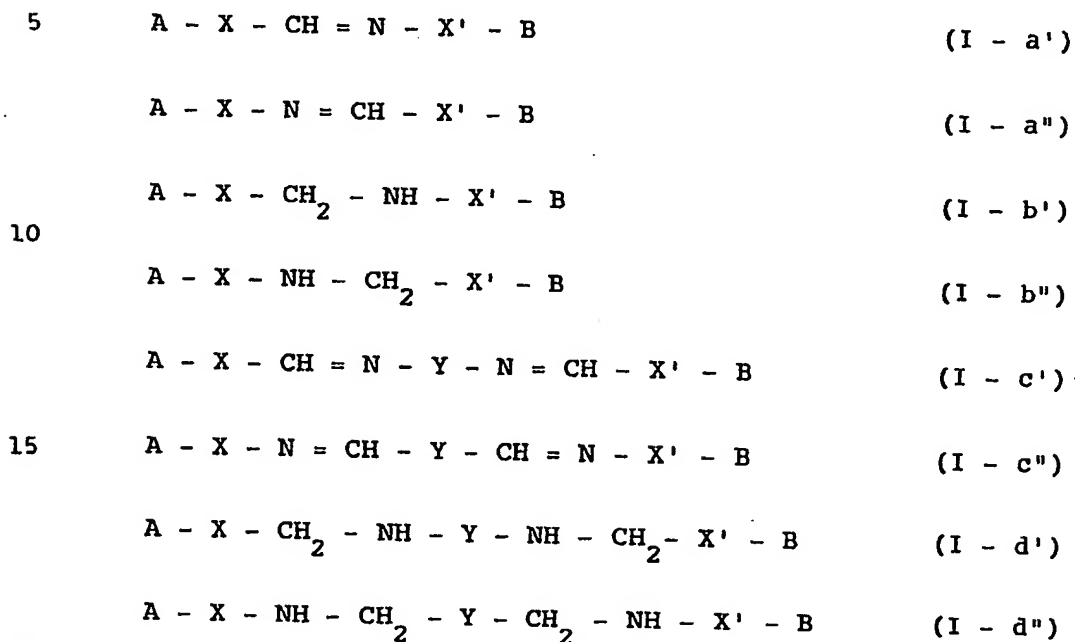 5 A - X - CH = N - X' - B (I - a')
A - X - N = CH - X' - B (I - a")
A - X - CH₂ - NH - X' - B (I - b')
10
A - X - NH - CH₂ - X' - B (I - b")
A - X - CH = N - Y - N = CH - X' - B (I - c')
15 A - X - N = CH - Y - CH = N - X' - B (I - c")
A - X - CH₂ - NH - Y - NH - CH₂- X' - B (I - d')
A - X - NH - CH₂ - Y - CH₂ - NH - X' - B (I - d")